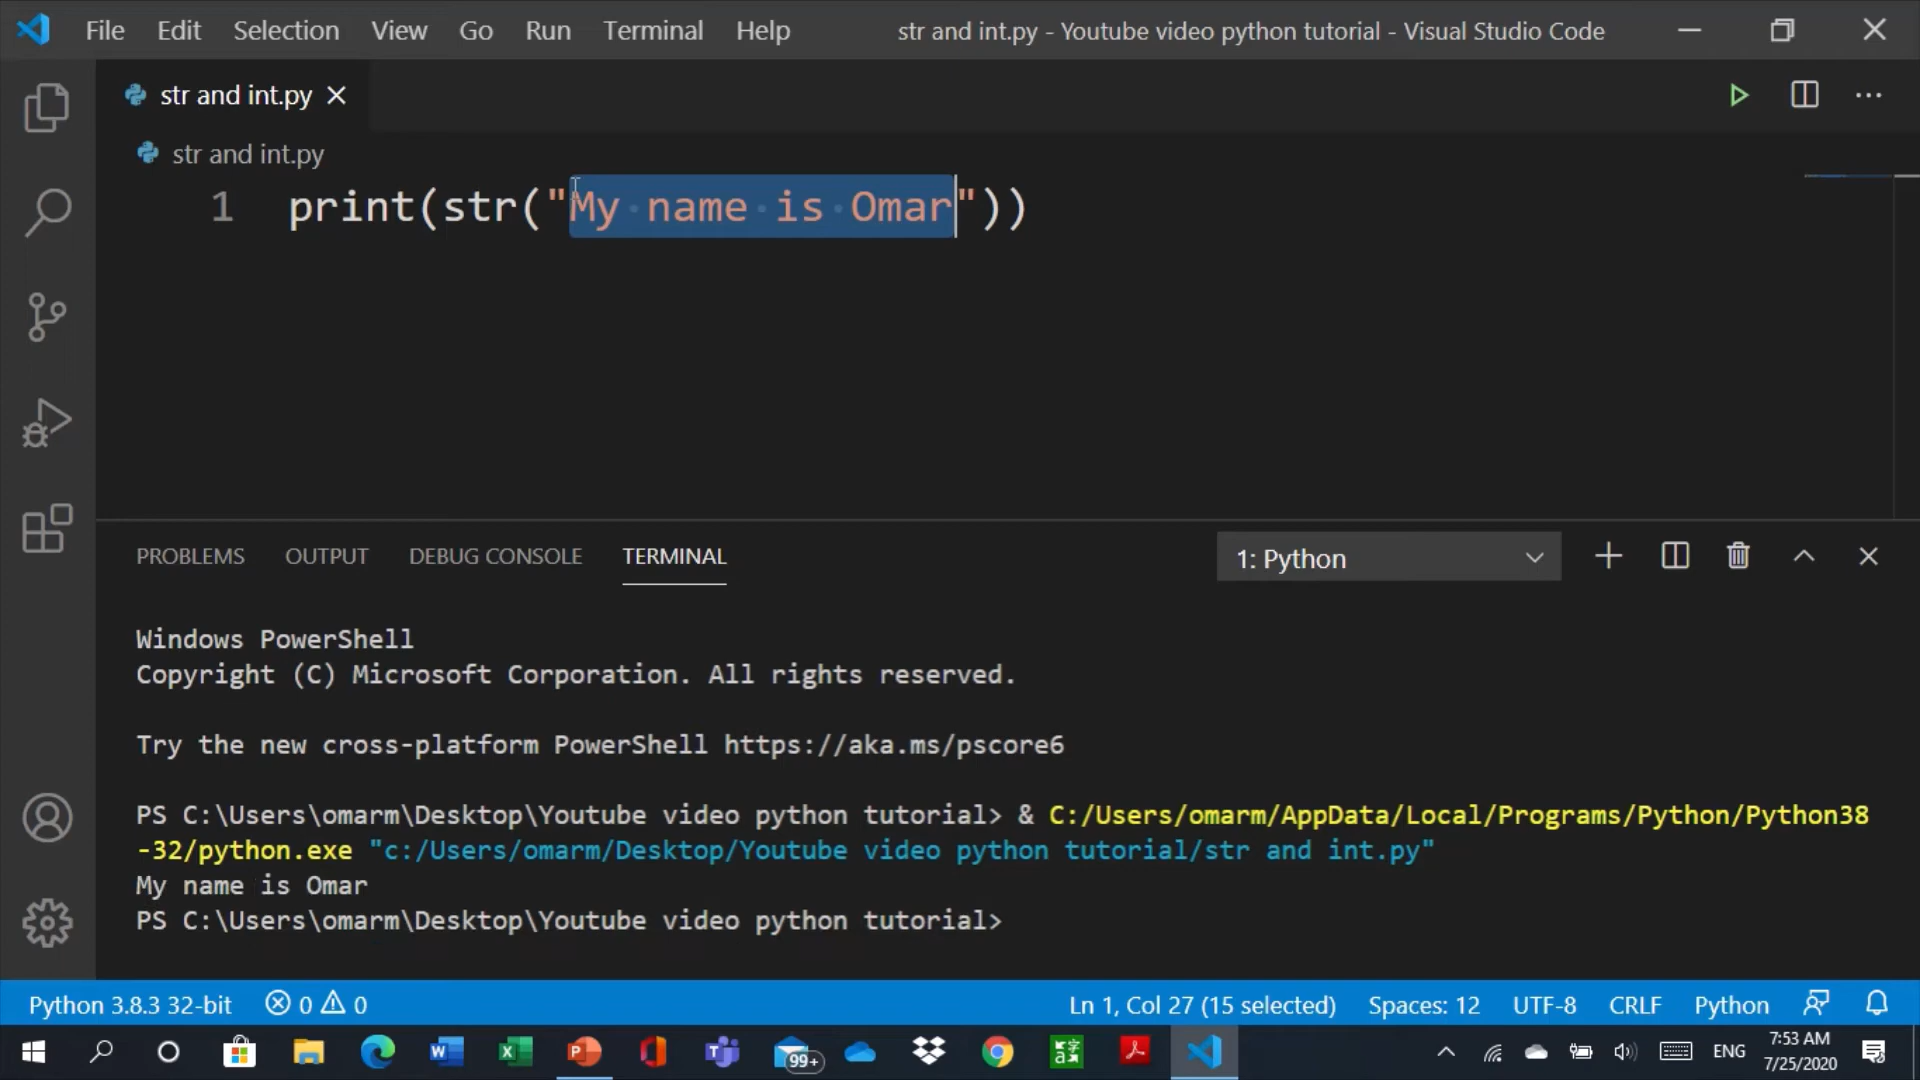 File Edit Selection View Go Run Terminal Help str and int.py - Youtube video python tutorial - Visual Studio Code
str and int.py
str and int.py
1 print(str("My name is Omar"))
PROBLEMS OUTPUT DEBUG CONSOLE TERMINAL 1: Python
Windows PowerShell
Copyright (C) Microsoft Corporation. All rights reserved.
Try the new cross-platform PowerShell https://aka.ms/pscore6
PS C:\Users\omarm\Desktop\Youtube video python tutorial> & C:/Users/omarm/AppData/Local/Programs/Python/Python38
-32/python.exe "c:/Users/omarm/Desktop/Youtube video python tutorial/str and int.py"
My name is Omar
PS C:\Users\omarm\Desktop\Youtube video python tutorial>
Python 3.8.3 32-bit 0 0 Ln 1, Col 27 (15 selected) Spaces: 12 UTF-8 CRLF Python
99+ ENG 7:53 AM
7/25/2020